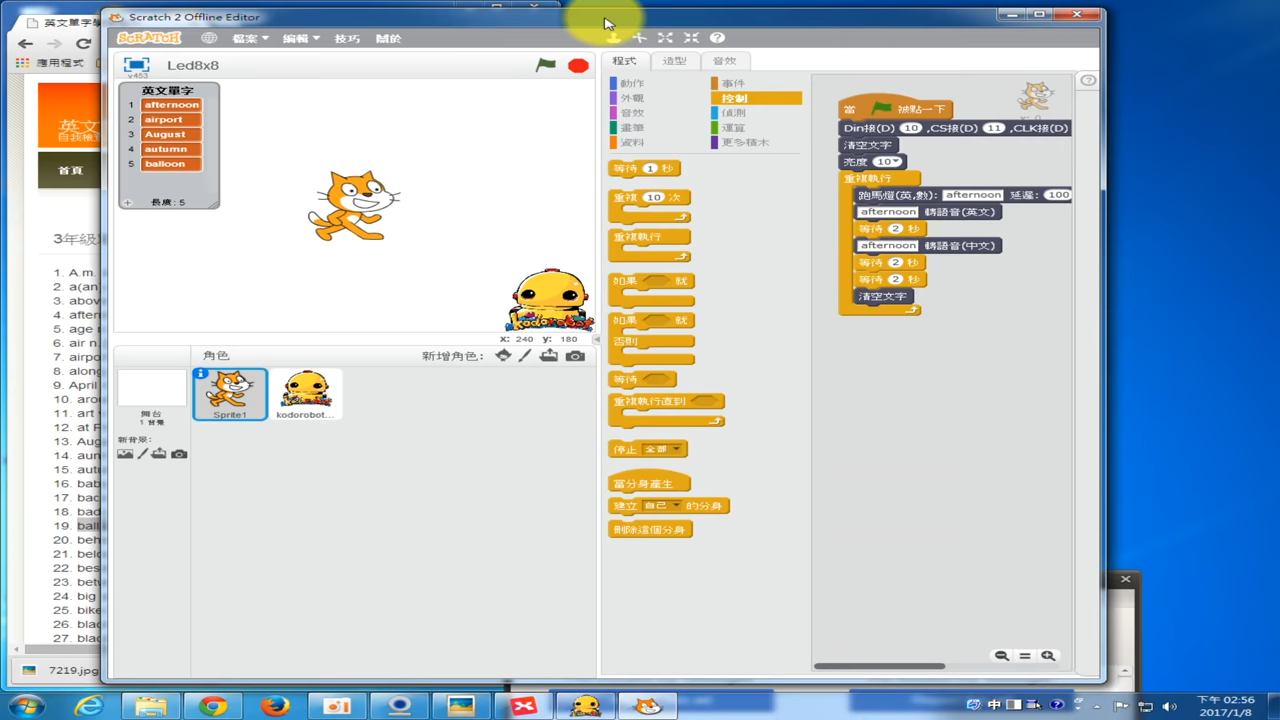 Scratch 2 Offline Editor
SCRATCH 檔案 編輯 技巧 關於
v453
Led8x8
程式 造型 音效
英文單字
1 afternoon
2 airport
3 August
4 autumn
5 balloon
+ 長度: 5
kodorobot
x: 240 y: 180
角色
新增角色:
舞台
1 背景
新背景:
Sprite1
kodorobot...
動作 事件
外觀 控制
音效 偵測
畫筆 運算
資料 更多積木
等待 1 秒
重複 10 次
重複執行
如果 就
如果 就
否則
等待
重複執行直到
停止 全部
當分身產生
建立 自己 的分身
刪除這個分身
x: 0
當 被點一下
Din接(D) 10 ,CS接(D) 11 ,CLK接(D)
清空文字
亮度 10
重複執行
跑馬燈(英,數): afternoon 延遲: 100
afternoon 轉語音(英文)
等待 2 秒
afternoon 轉語音(中文)
等待 2 秒
等待 2 秒
清空文字
英文單字
應用程式
英文
首頁
3年級
1. A.m.
2. a(an)
3. abov
4. after
5. age
6. air
7. airpo
8. along
9. April
10. aro
11. art
12. at
13. Aug
14. aun
15. aut
16. bab
17. bac
18. bad
19. ball
20. beh
21. bel
22. bes
23. bet
24. big
25. bike
26. blac
27. blac
7219.jpg
中
下午 02:56
2017/1/8